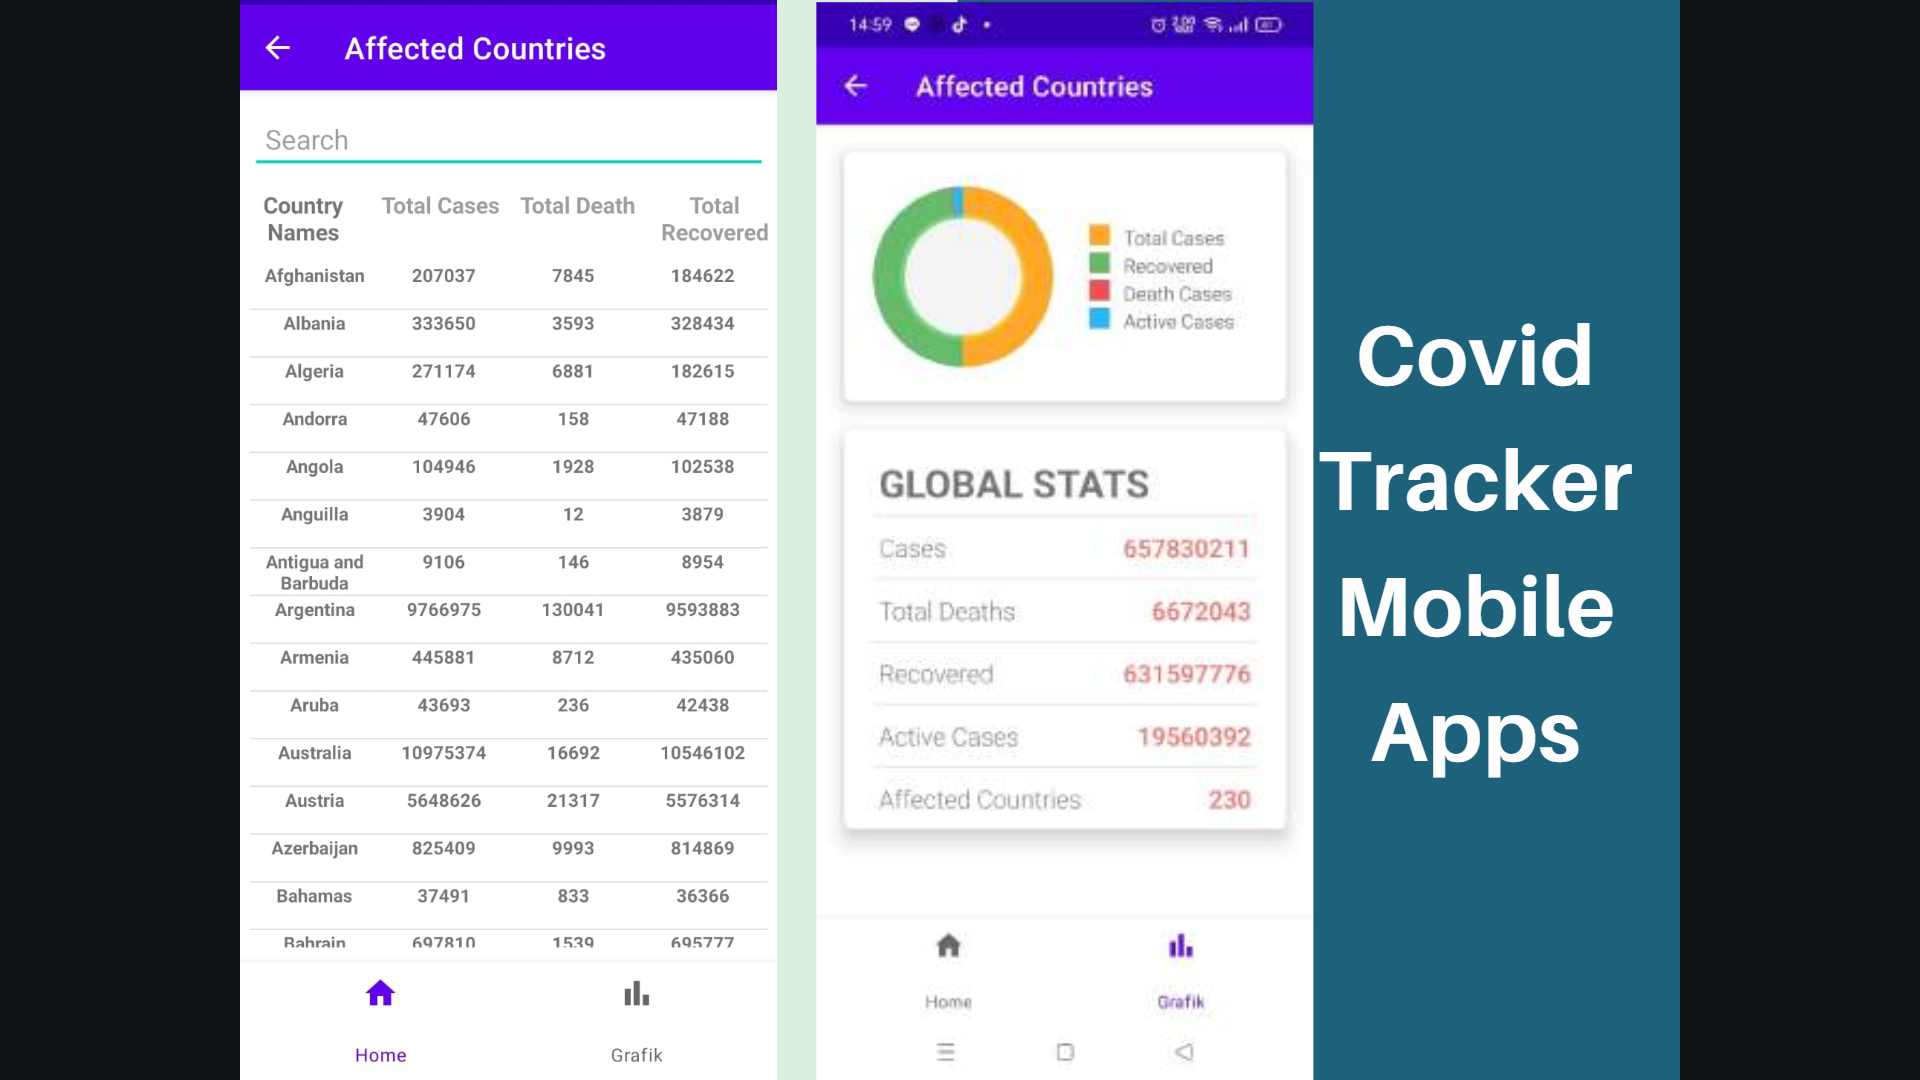 Affected Countries
Search
Country Names Total Cases Total Death Total Recovered
Afghanistan 207037 7845 184622
Albania 333650 3593 328434
Algeria 271174 6881 182615
Andorra 47606 158 47188
Angola 104946 1928 102538
Anguilla 3904 12 3879
Antigua and Barbuda 9106 146 8954
Argentina 9766975 130041 9593883
Armenia 445881 8712 435060
Aruba 43693 236 42438
Australia 10975374 16692 10546102
Austria 5648626 21317 5576314
Azerbaijan 825409 9993 814869
Bahamas 37491 833 36366
Bahrain 697810 1539 695777
Home Grafik
14:59
Affected Countries
Total Cases
Recovered
Death Cases
Active Cases
GLOBAL STATS
Cases 657830211
Total Deaths 6672043
Recovered 631597776
Active Cases 19560392
Affected Countries 230
Home Grafik
Covid
Tracker
Mobile
Apps